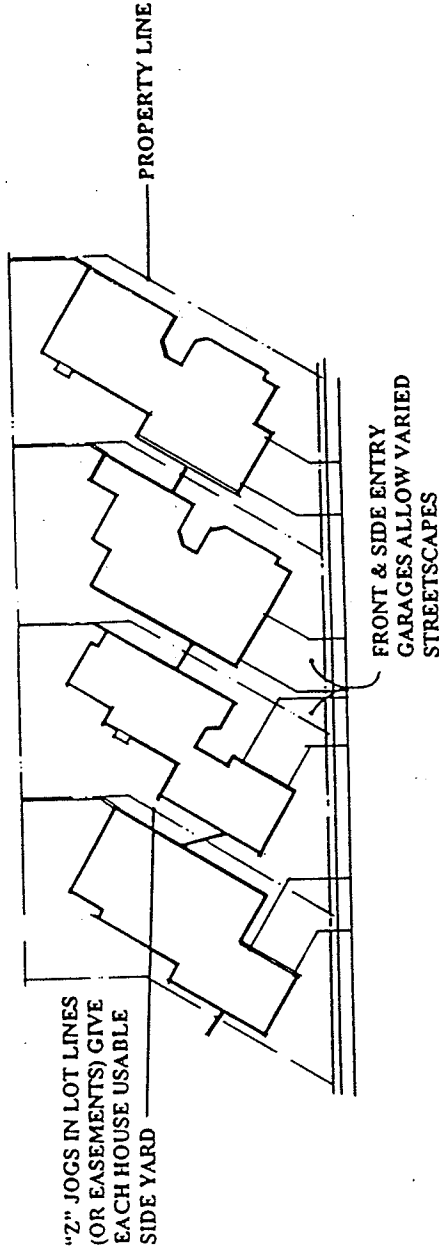 "Z" JOGS IN LOT LINES
(OR EASEMENTS) GIVE
EACH HOUSE USABLE
SIDE YARD
PROPERTY LINE
FRONT & SIDE ENTRY
GARAGES ALLOW VARIED
STREETSCAPES